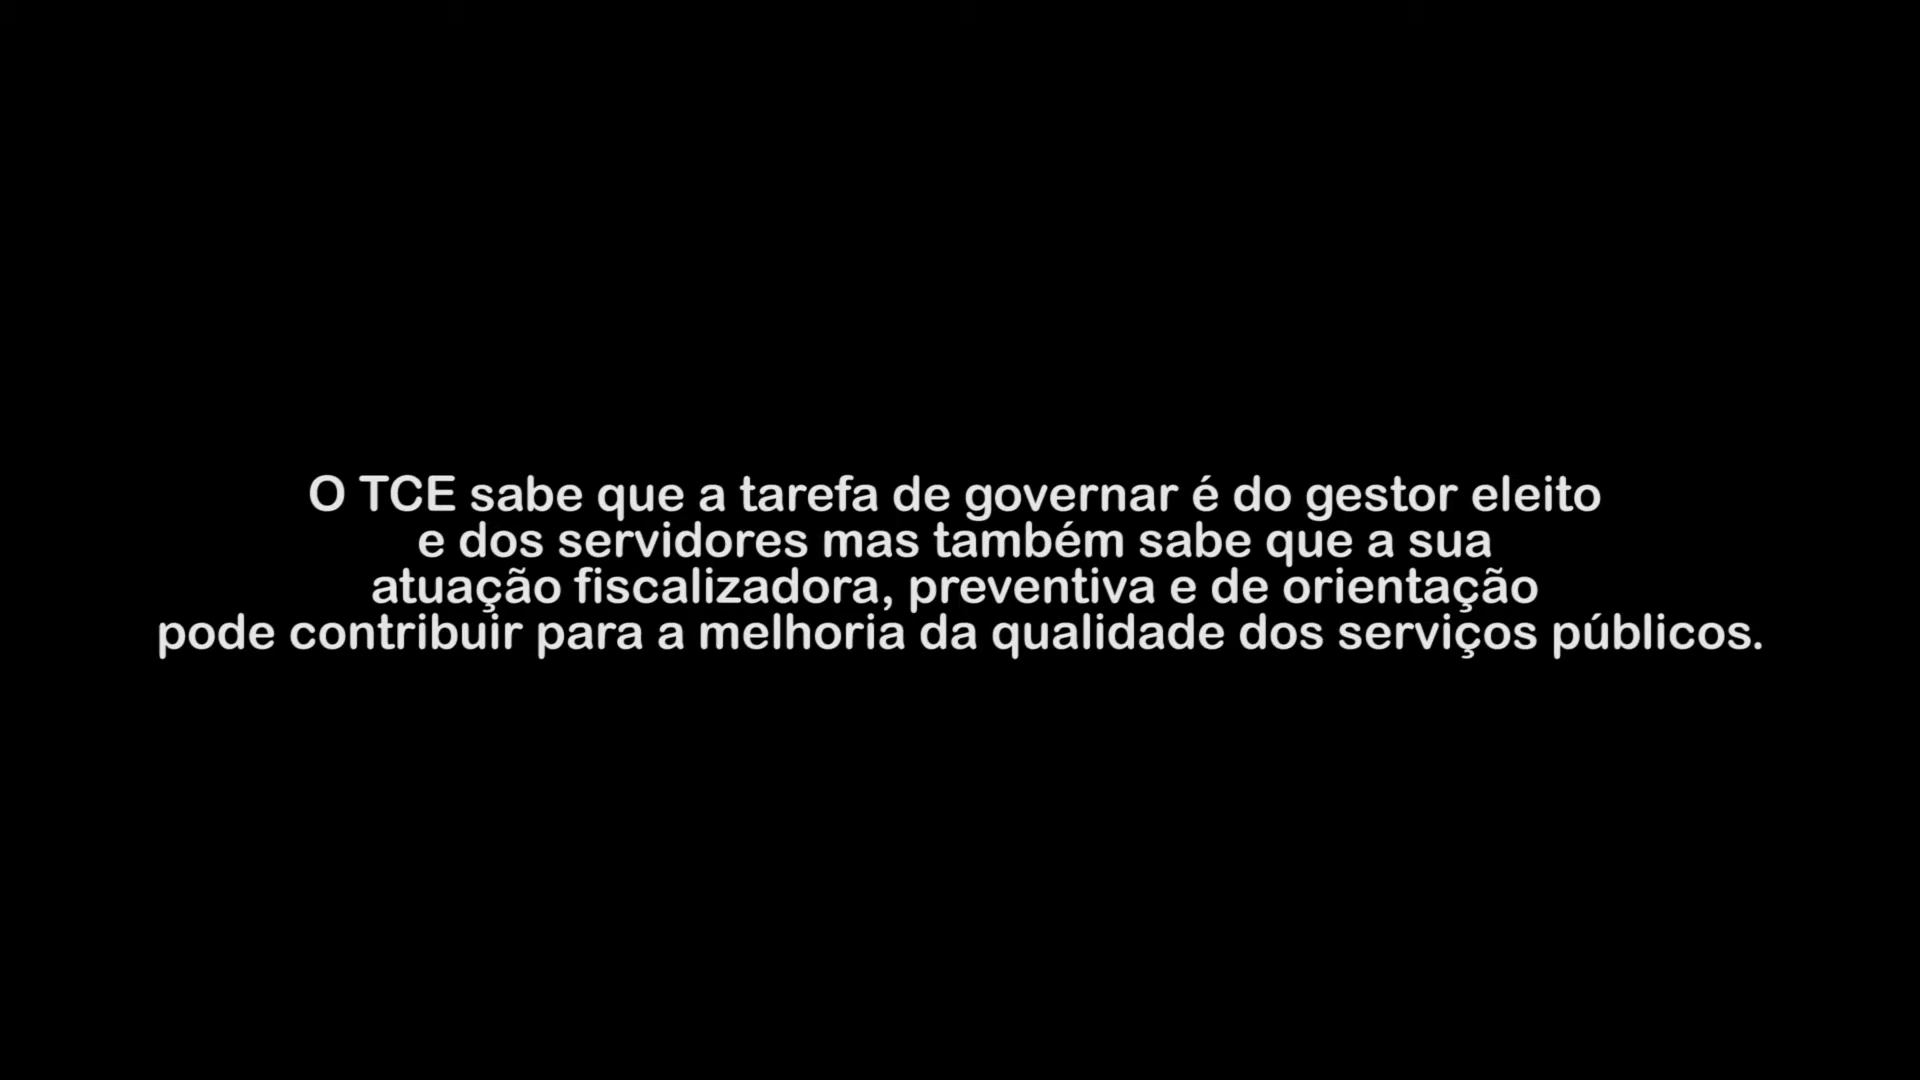 O TCE sabe que a tarefa de governar é do gestor eleito
e dos servidores mas também sabe que a sua
atuação fiscalizadora, preventiva e de orientação
pode contribuir para a melhoria da qualidade dos serviços públicos.